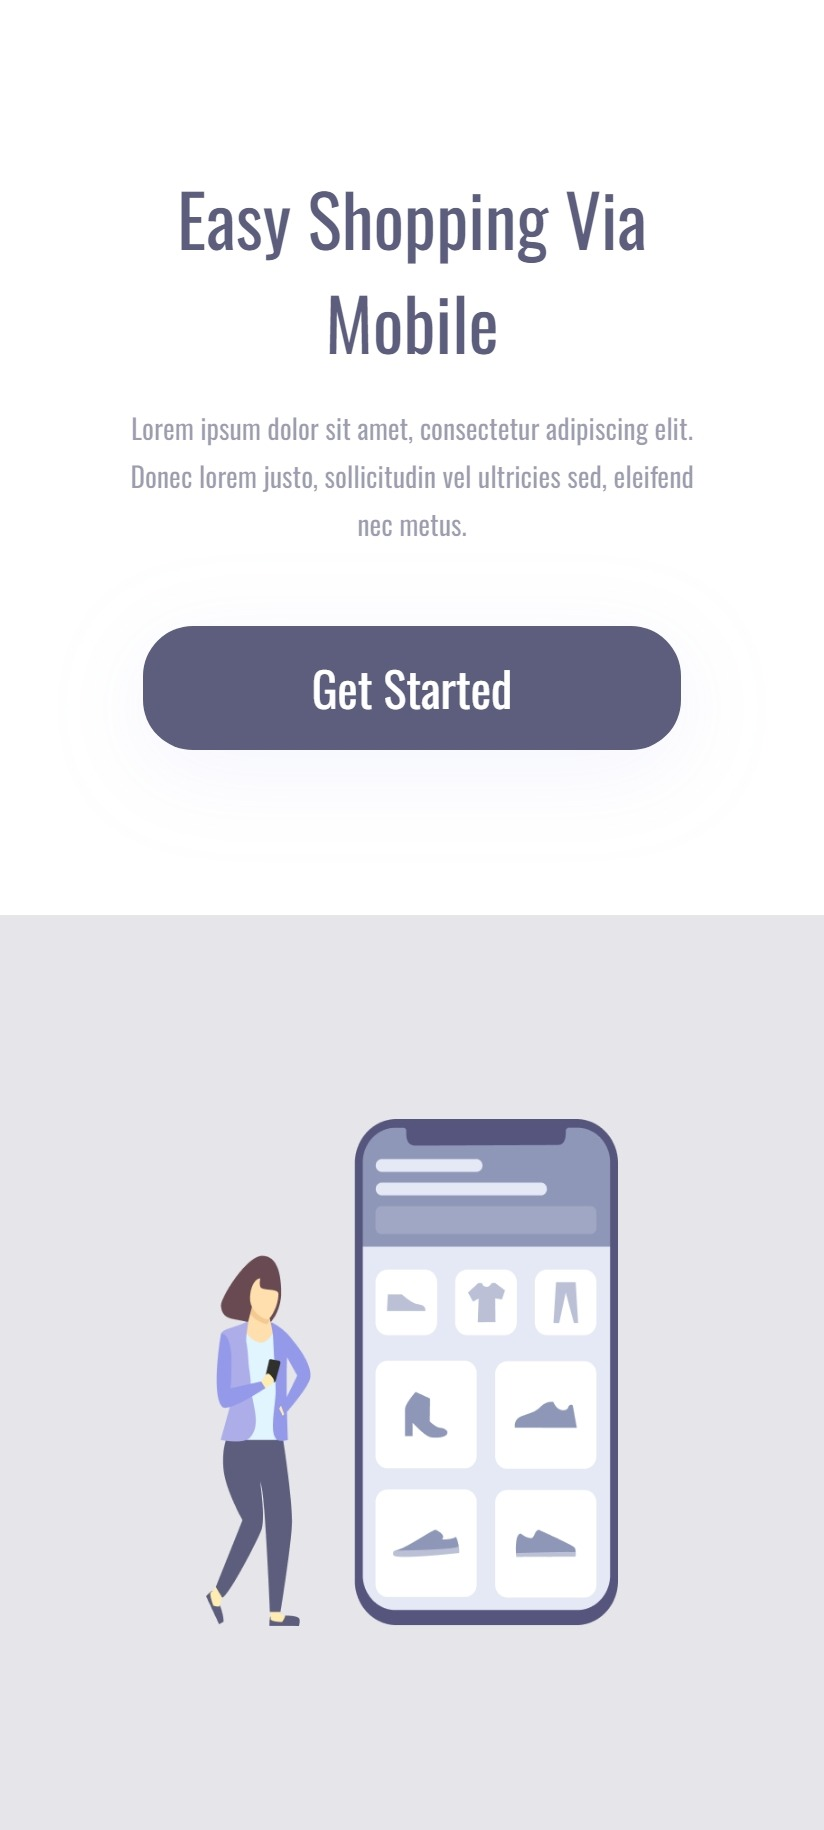 Easy Shopping Via
Mobile
Lorem ipsum dolor sit amet, consectetur adipiscing elit.
Donec lorem justo, sollicitudin vel ultricies sed, eleifend
nec metus.
Get Started